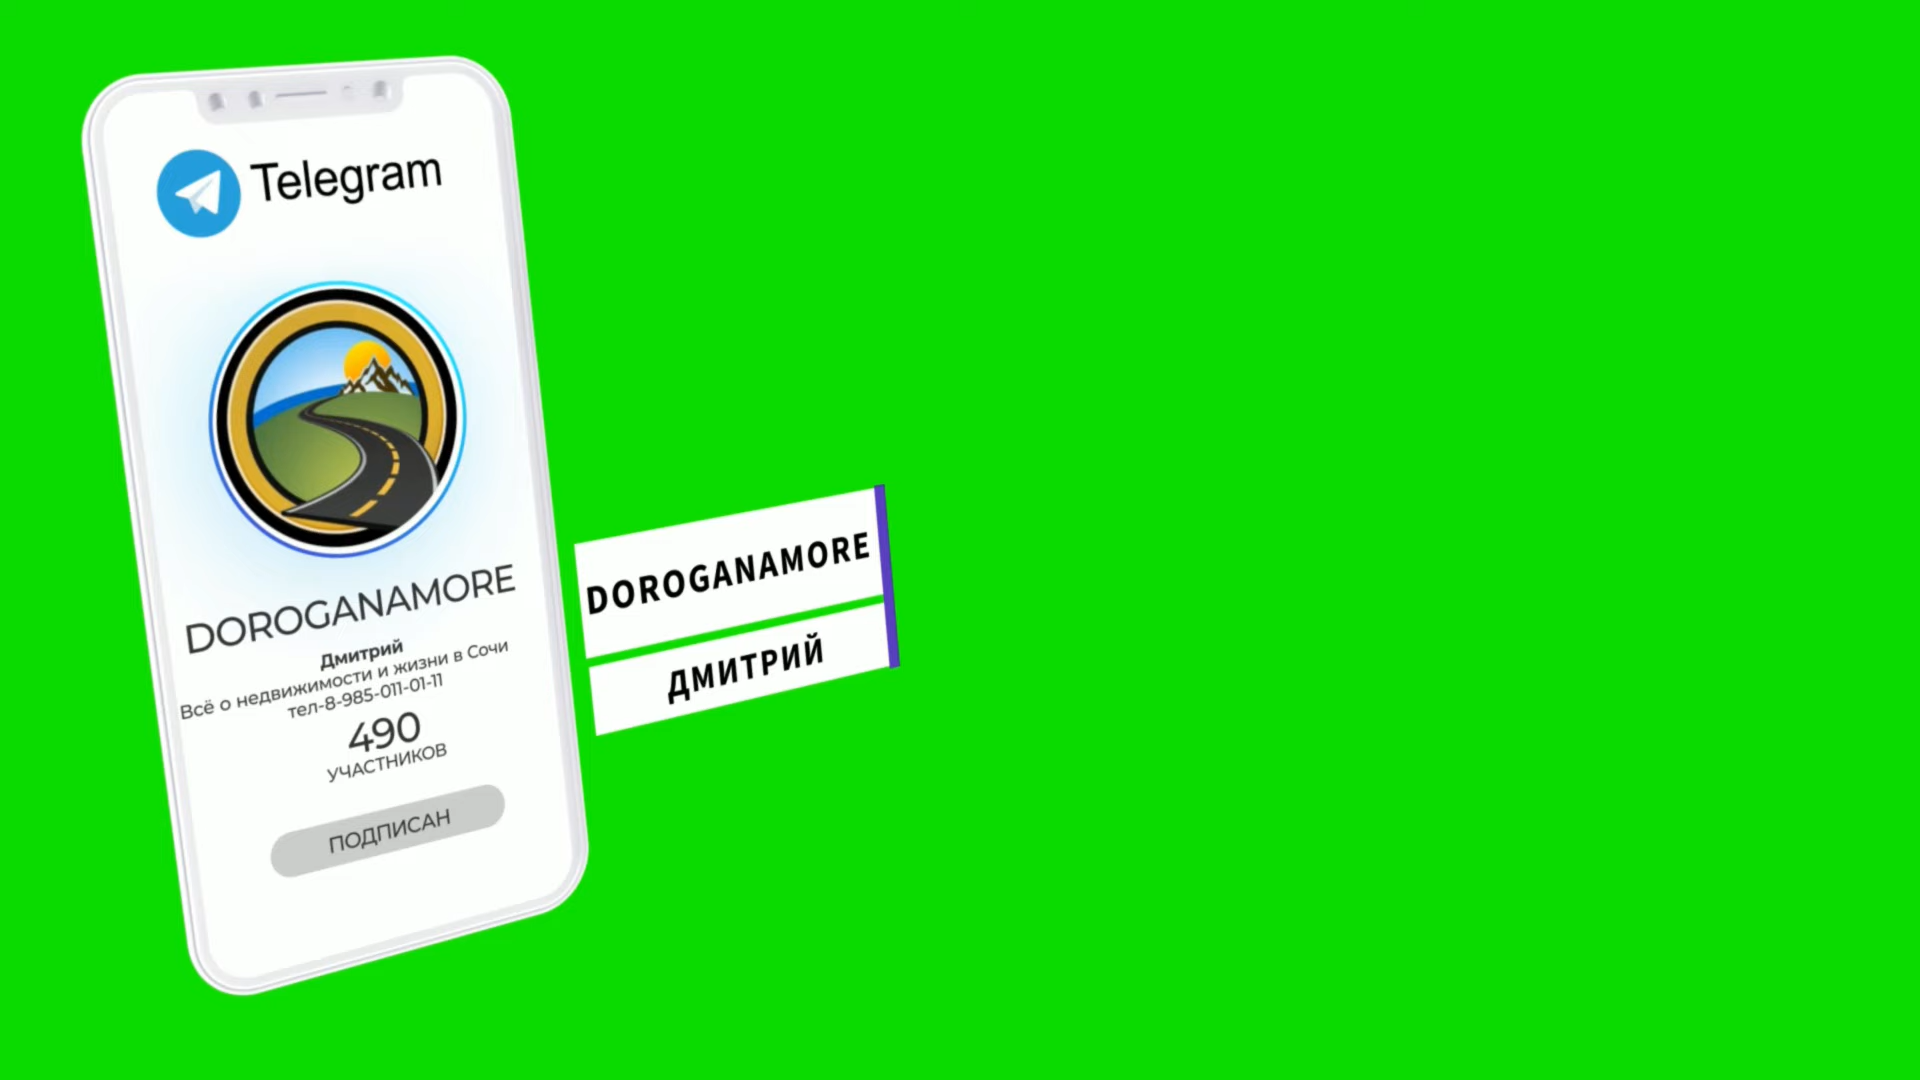 Telegram
DOROGANAMORE
Дмитрий
Всё о недвижимости и жизни в Сочи
тел-8-985-011-01-11
490
УЧАСТНИКОВ
ПОДПИСАН
DOROGANAMORE
ДМИТРИЙ